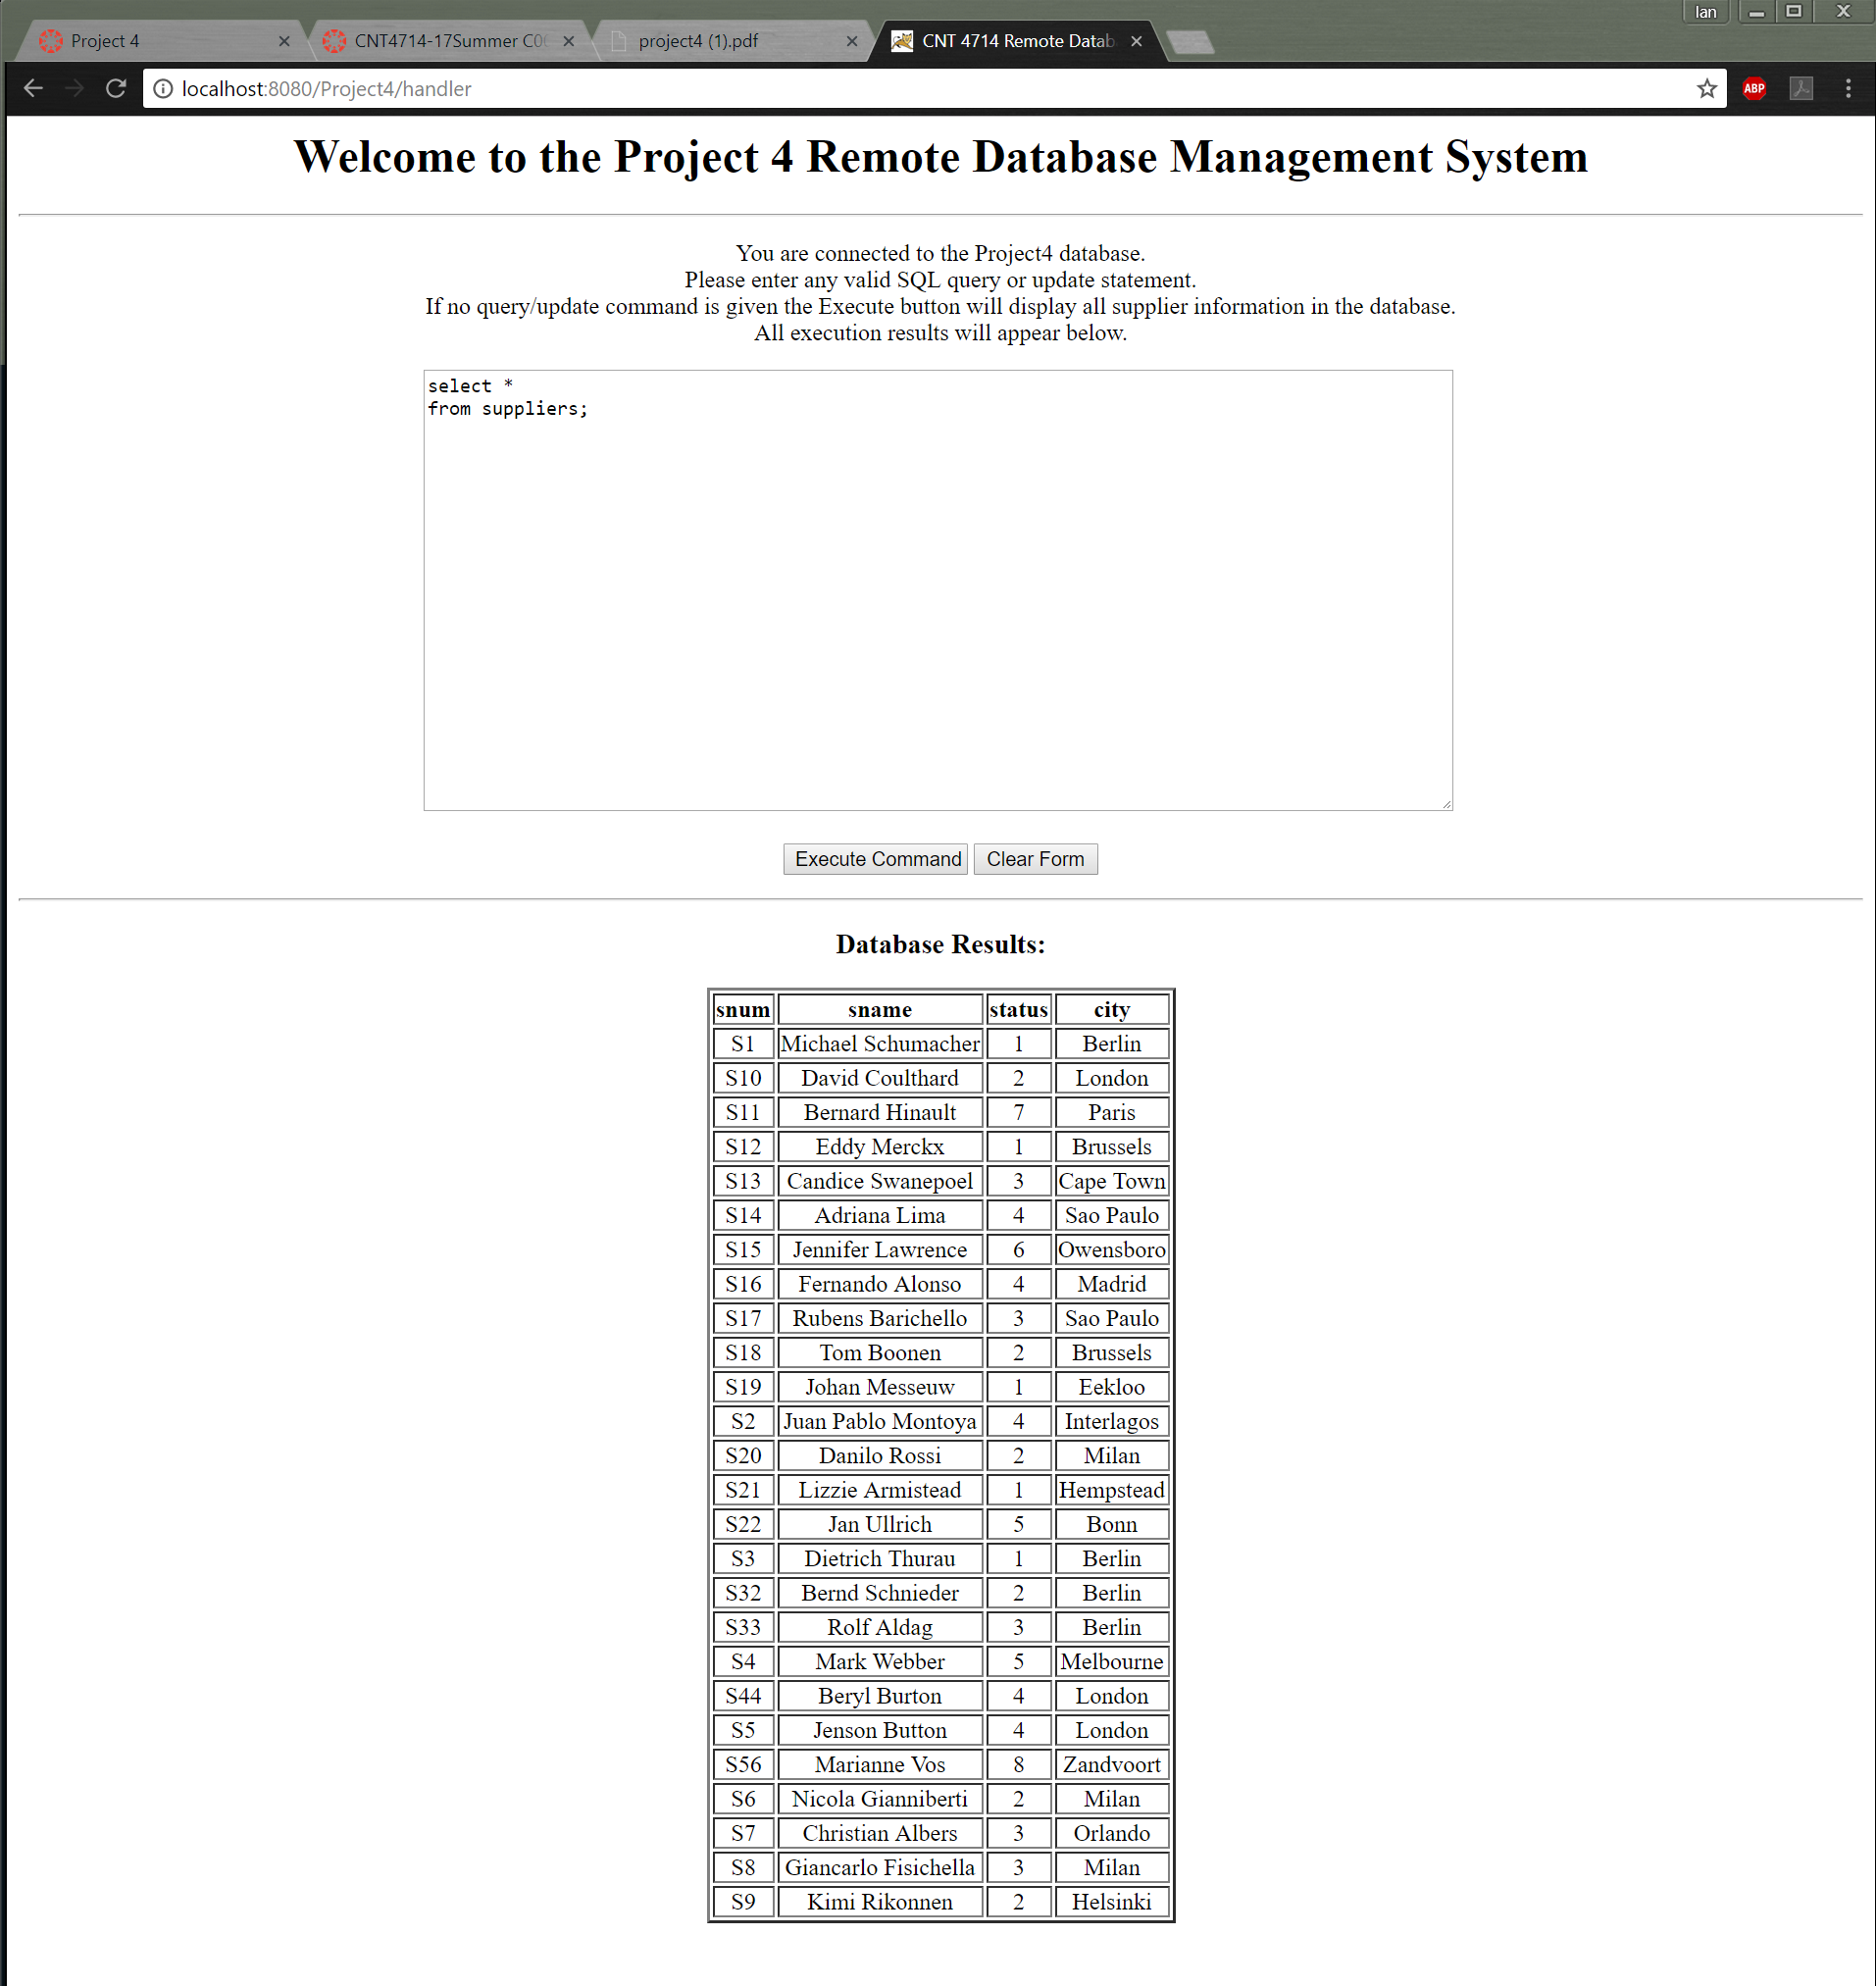 Ian
Project 4
CNT4714-17Summer C0
project4 (1).pdf
CNT 4714 Remote Datab
localhost:8080/Project4/handler
ABP
Welcome to the Project 4 Remote Database Management System
You are connected to the Project4 database.
Please enter any valid SQL query or update statement.
If no query/update command is given the Execute button will display all supplier information in the database.
All execution results will appear below.
select *
from suppliers;
Execute Command Clear Form
Database Results:
snum sname status city
S1 Michael Schumacher 1 Berlin
S10 David Coulthard 2 London
S11 Bernard Hinault 7 Paris
S12 Eddy Merckx 1 Brussels
S13 Candice Swanepoel 3 Cape Town
S14 Adriana Lima 4 Sao Paulo
S15 Jennifer Lawrence 6 Owensboro
S16 Fernando Alonso 4 Madrid
S17 Rubens Barichello 3 Sao Paulo
S18 Tom Boonen 2 Brussels
S19 Johan Messeuw 1 Eekloo
S2 Juan Pablo Montoya 4 Interlagos
S20 Danilo Rossi 2 Milan
S21 Lizzie Armistead 1 Hempstead
S22 Jan Ullrich 5 Bonn
S3 Dietrich Thurau 1 Berlin
S32 Bernd Schnieder 2 Berlin
S33 Rolf Aldag 3 Berlin
S4 Mark Webber 5 Melbourne
S44 Beryl Burton 4 London
S5 Jenson Button 4 London
S56 Marianne Vos 8 Zandvoort
S6 Nicola Gianniberti 2 Milan
S7 Christian Albers 3 Orlando
S8 Giancarlo Fisichella 3 Milan
S9 Kimi Rikonnen 2 Helsinki